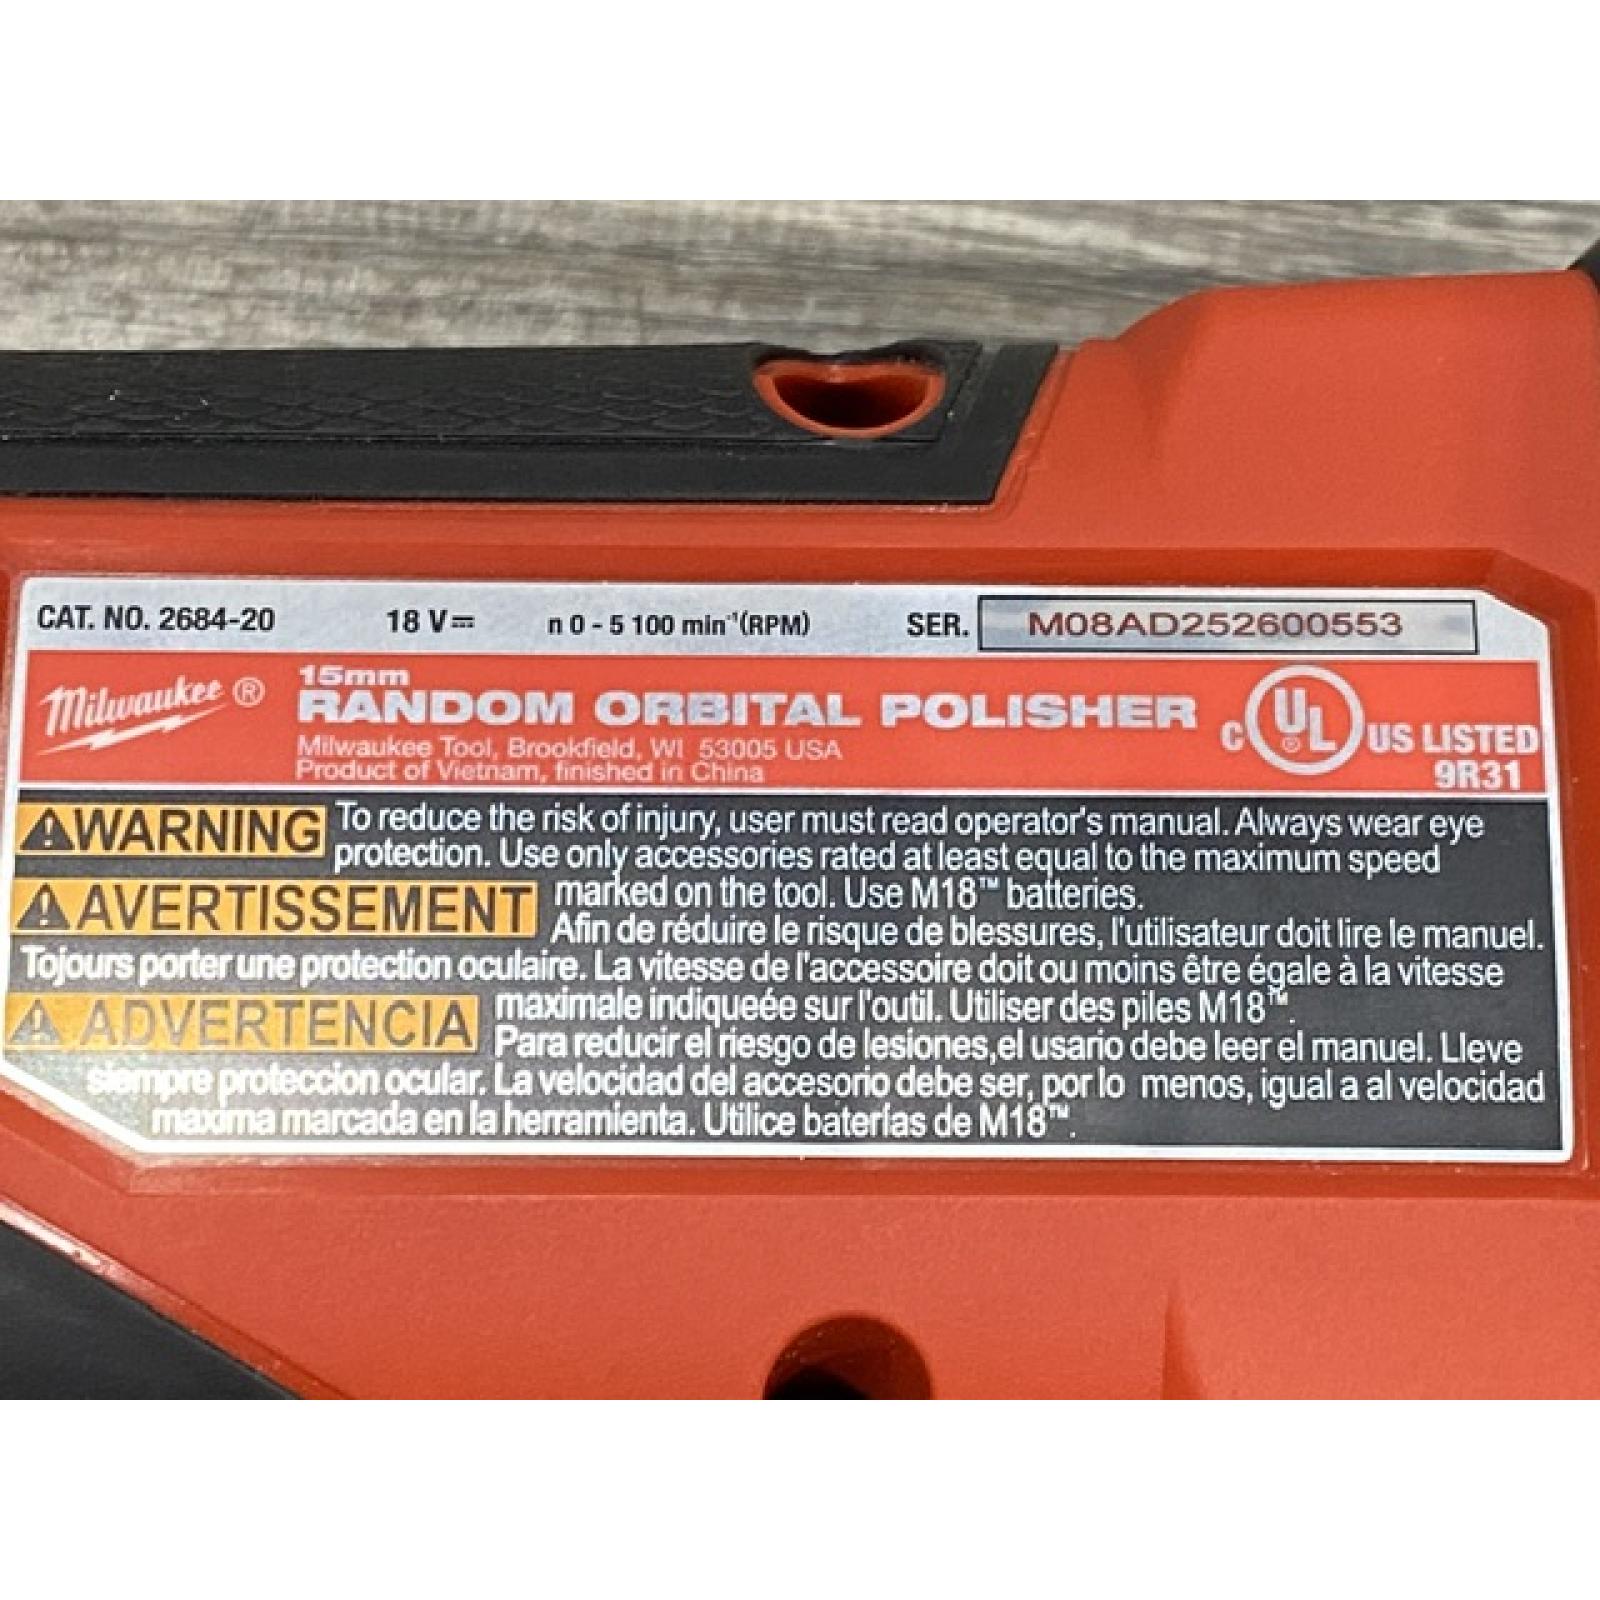 CAT. NO. 2684-20 18 V⎓ n 0 - 5 100 min⁻¹(RPM) SER. M08AD252600553
Milwaukee® 15mm
RANDOM ORBITAL POLISHER
Milwaukee Tool, Brookfield, WI 53005 USA
Product of Vietnam, finished in China
C UL US LISTED
9R31
⚠WARNING To reduce the risk of injury, user must read operator's manual. Always wear eye
protection. Use only accessories rated at least equal to the maximum speed
marked on the tool. Use M18™ batteries.
⚠AVERTISSEMENT Afin de réduire le risque de blessures, l'utilisateur doit lire le manuel.
Tojours porter une protection oculaire. La vitesse de l'accessoire doit ou moins être égale à la vitesse
maximale indiqueée sur l'outil. Utiliser des piles M18™.
⚠ADVERTENCIA Para reducir el riesgo de lesiones,el usario debe leer el manuel. Lleve
siempre proteccion ocular. La velocidad del accesorio debe ser, por lo menos, igual a al velocidad
maxima marcada en la herramienta. Utilice baterías de M18™.